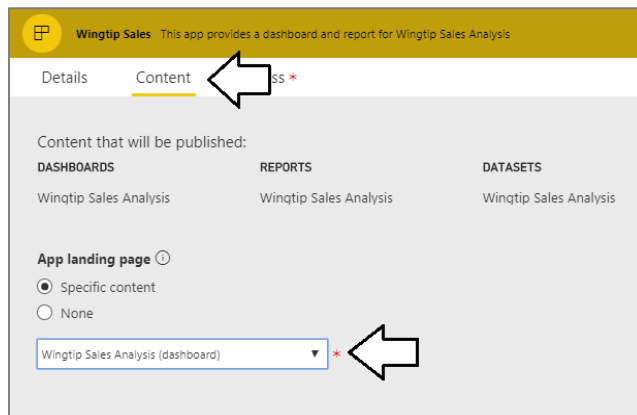 Wingtip Sales This app provides a dashboard and report for Wingtip Sales Analysis
Details Content ss *
Content that will be published:
DASHBOARDS REPORTS DATASETS
Wingtip Sales Analysis Wingtip Sales Analysis Wingtip Sales Analysis
App landing page
Specific content
None
Wingtip Sales Analysis (dashboard) *